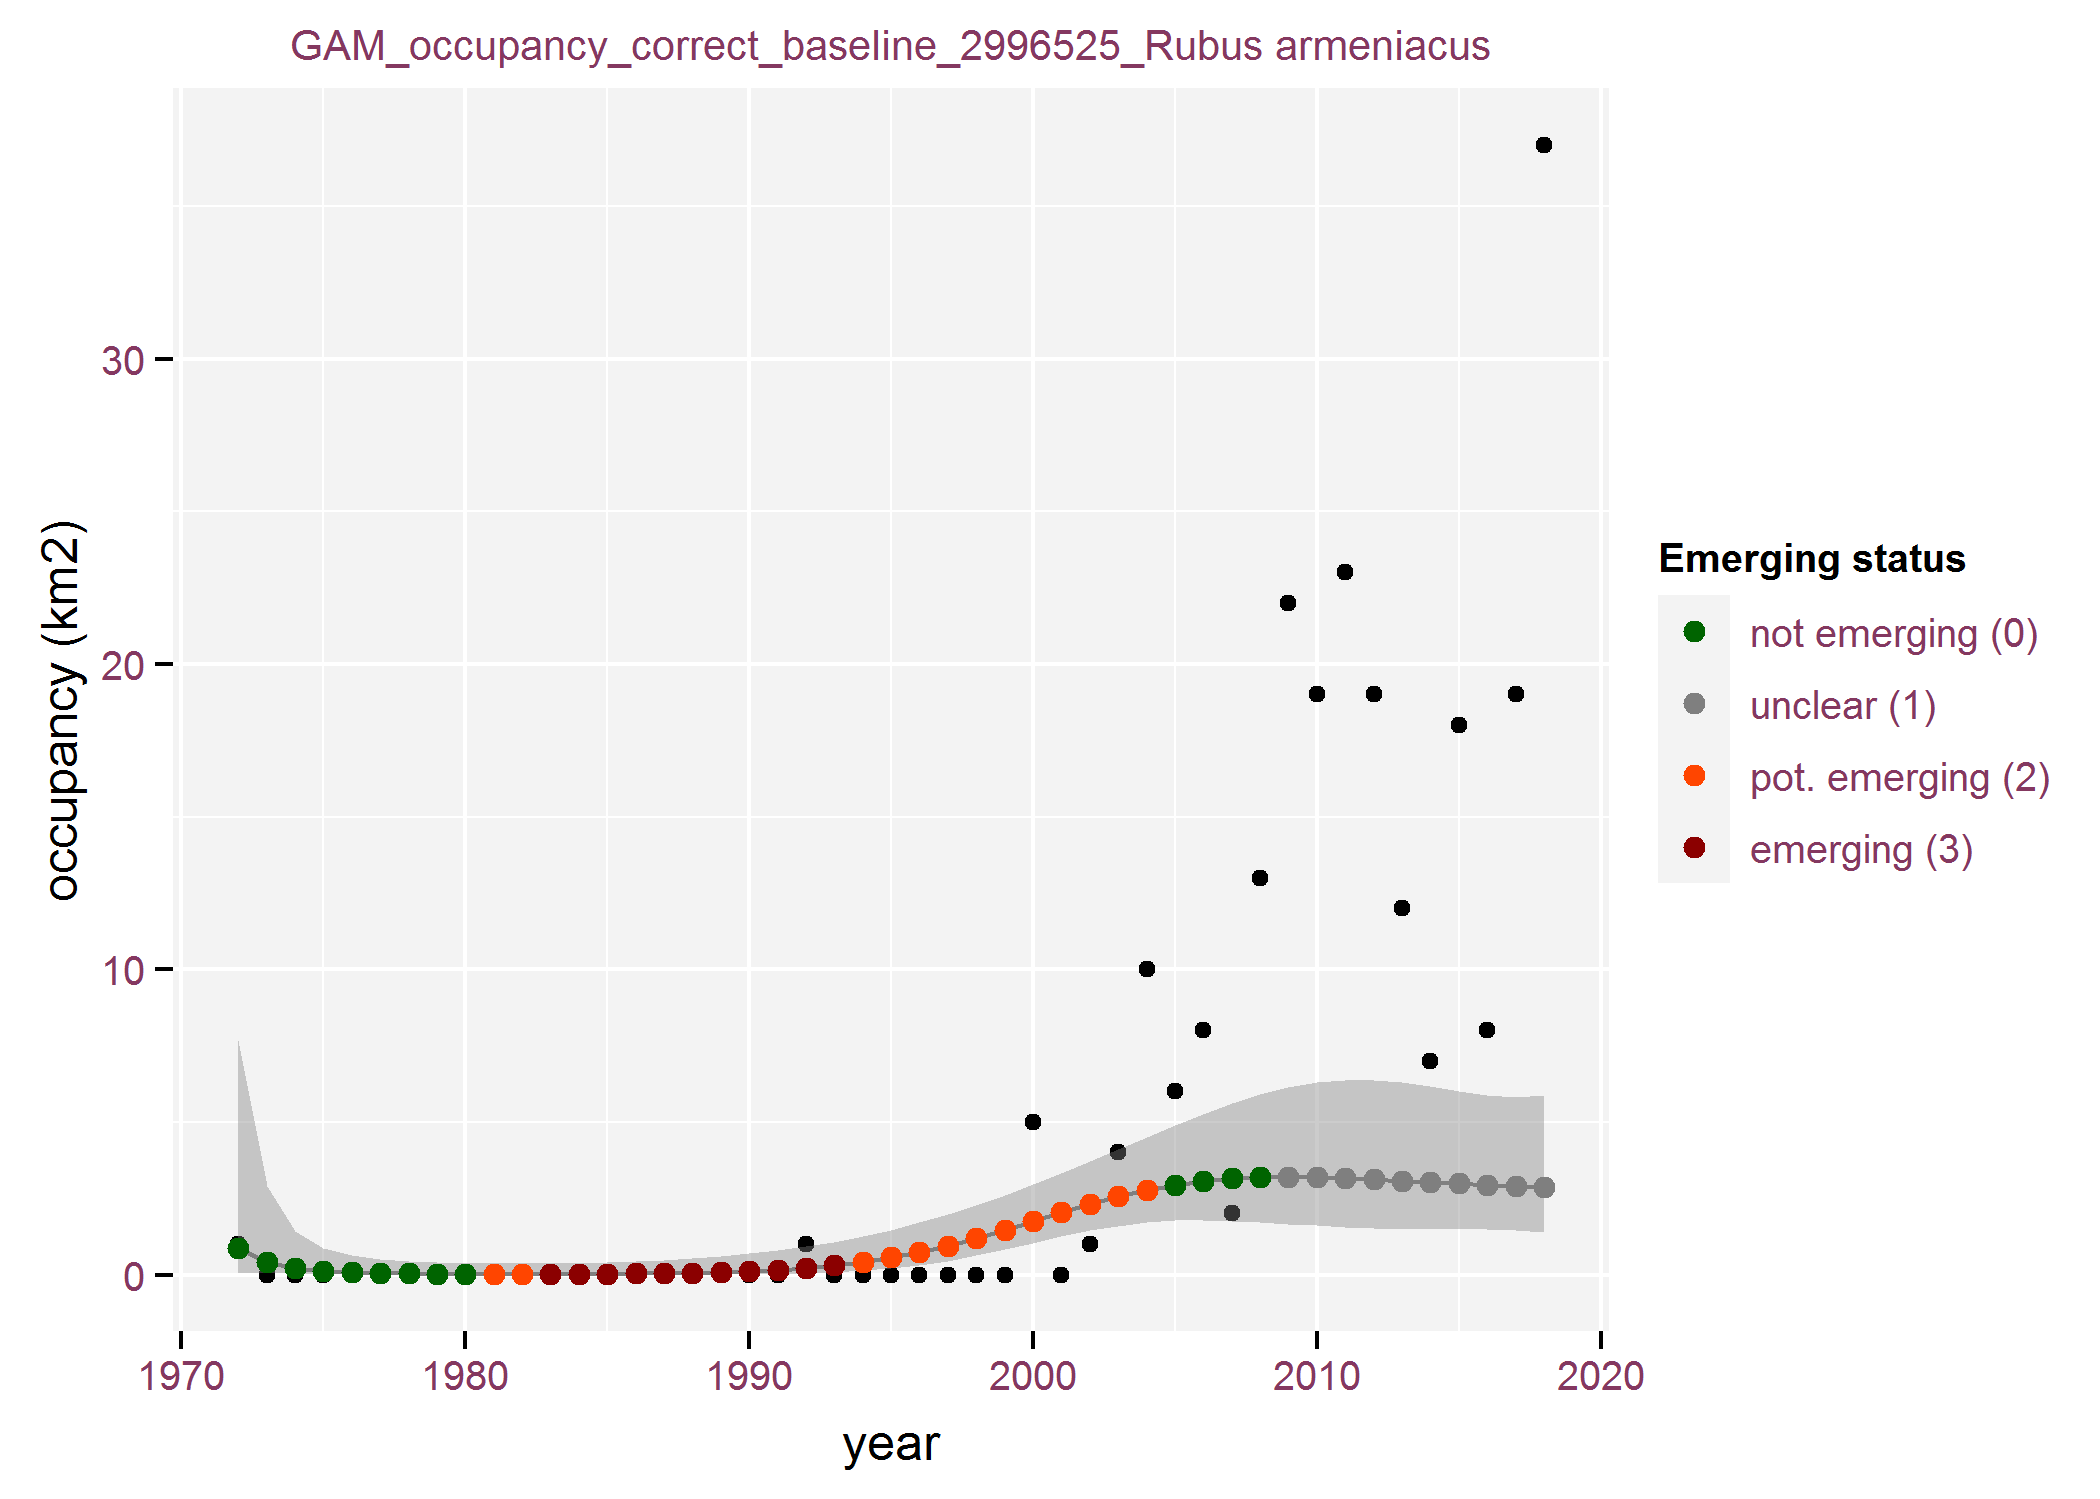 GAM_occupancy_correct_baseline_2996525_Rubus armeniacus
occupancy (km2)
30
20
10
0
1970 1980 1990 2000 2010 2020
year
Emerging status
not emerging (0)
unclear (1)
pot. emerging (2)
emerging (3)